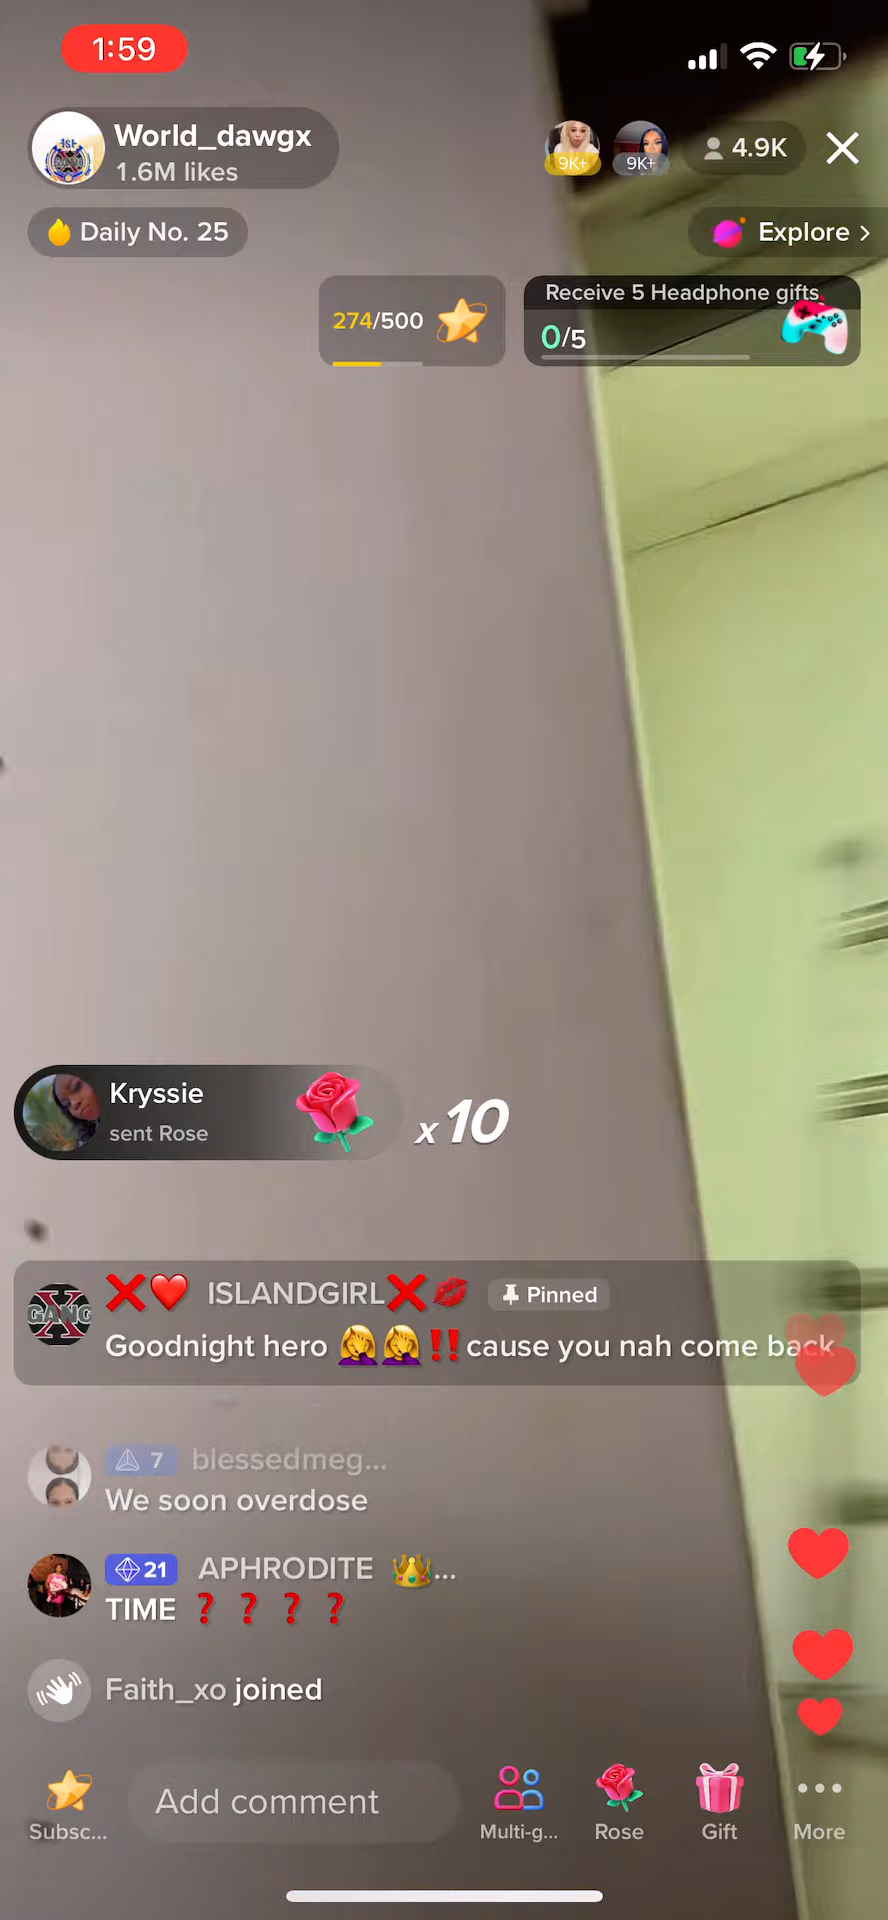 1:59
World_dawgx
1.6M likes
9K+
9K+
4.9K
Daily No. 25
Explore >
274/500
Receive 5 Headphone gifts
0/5
Kryssie
sent Rose
x10
❌❤️ ISLANDGIRL❌💋 Pinned
Goodnight hero 🤦‍♀️🤦‍♀️‼️cause you nah come back
GANG X
7 blessedmeg...
We soon overdose
21 APHRODITE 👑...
TIME ❓❓❓❓
Faith_xo joined
Add comment
Subsc...
Multi-g...
Rose
Gift
More